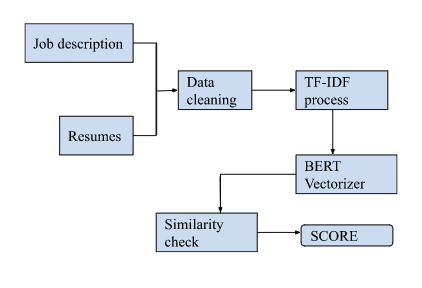 Job description
Resumes
Data
cleaning
TF-IDF
process
BERT
Vectorizer
Similarity
check
SCORE